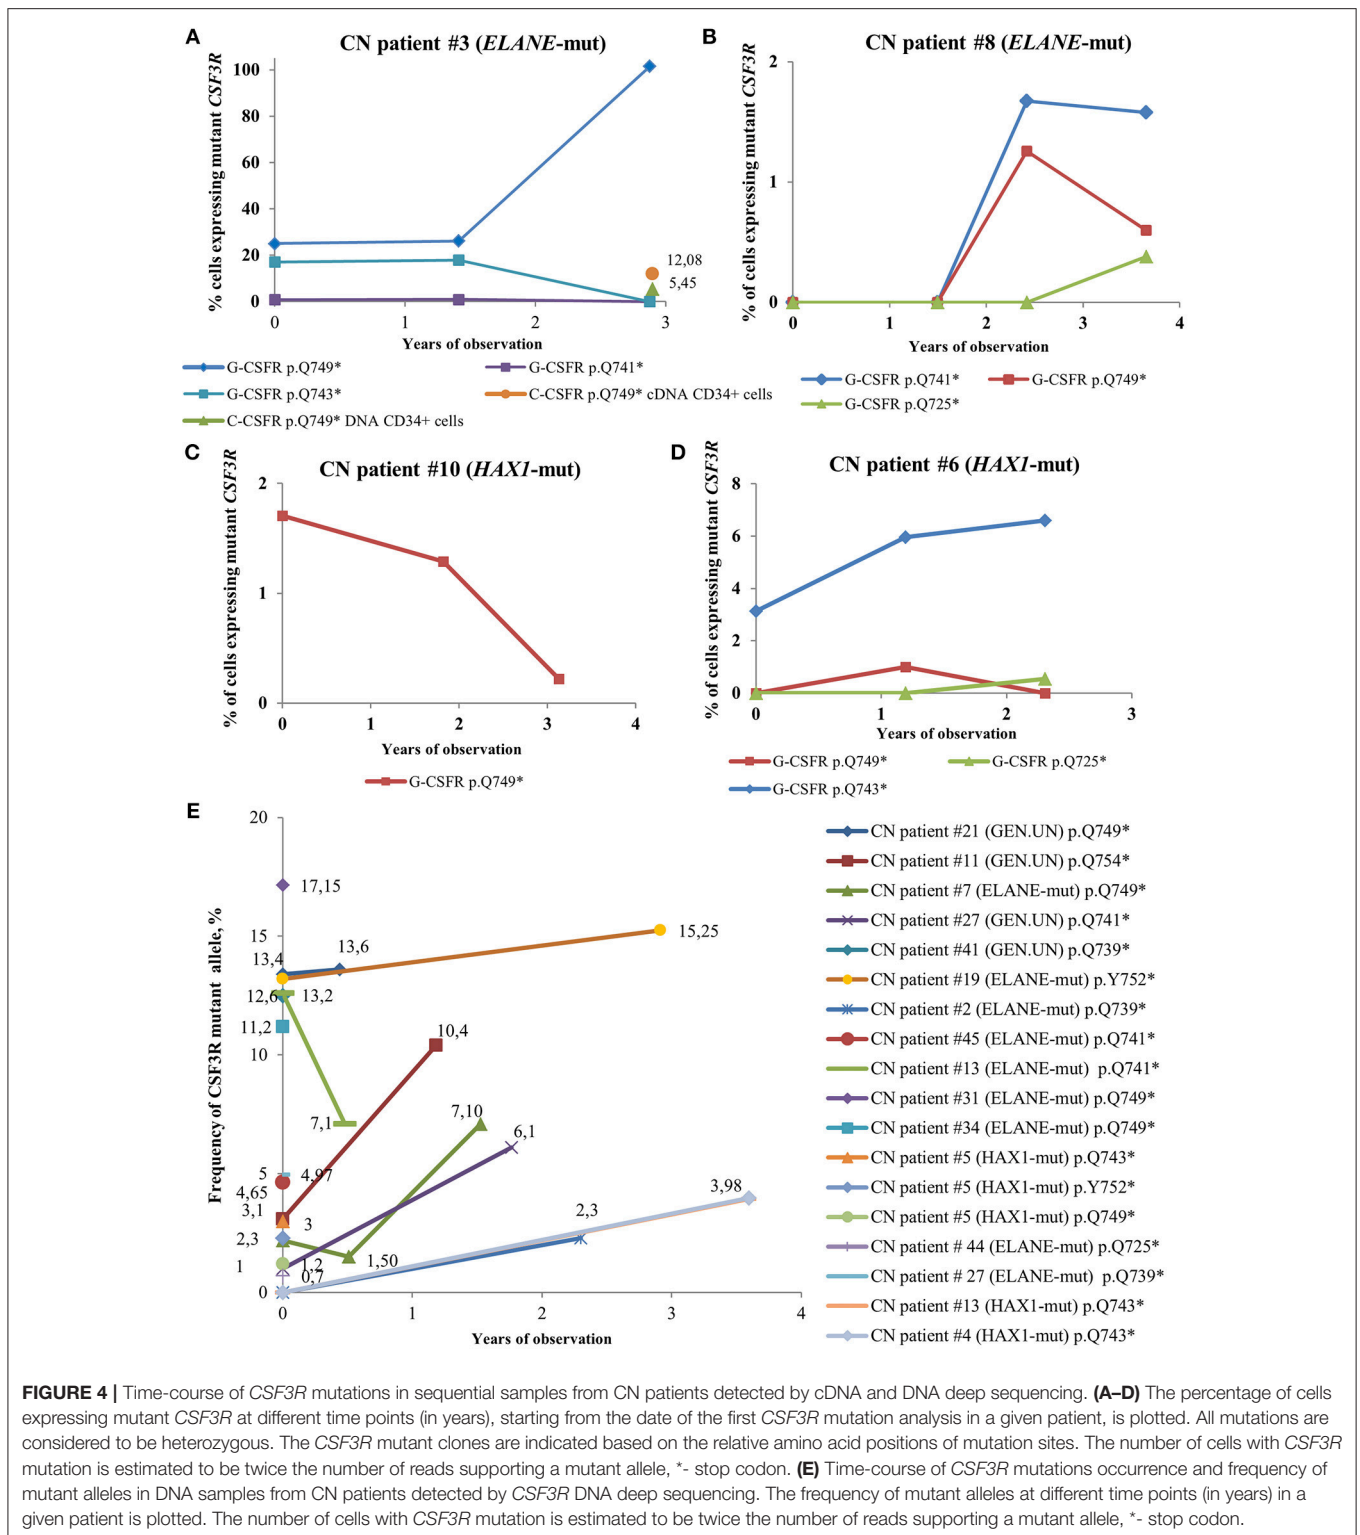 A
CN patient #3 (ELANE-mut)
% cells expressing mutant CSF3R
100
80
60
40
20
0
12,08
5,45
0 1 2 3
Years of observation
G-CSFR p.Q749* G-CSFR p.Q741*
G-CSFR p.Q743* C-CSFR p.Q749* cDNA CD34+ cells
C-CSFR p.Q749* DNA CD34+ cells
B
CN patient #8 (ELANE-mut)
% of cells expressing mutant CSF3R
2
1
0
0 1 2 3 4
Years of observation
G-CSFR p.Q741* G-CSFR p.Q749*
G-CSFR p.Q725*
C
CN patient #10 (HAX1-mut)
% of cells expressing mutant CSF3R
2
1
0
0 1 2 3 4
Years of observation
G-CSFR p.Q749*
D
CN patient #6 (HAX1-mut)
% of cells expressing mutant CSF3R
8
6
4
2
0
0 1 2 3
Years of observation
G-CSFR p.Q749* G-CSFR p.Q725*
G-CSFR p.Q743*
E
Frequency of CSF3R mutant allele, %
20
17,15
15
13,6
15,25
13,4
12,6 13,2
11,2
10
10,4
7,1
7,10
6,1
5
4,97
4,65
3,1
3
2,3
3,98
2,3
1
1,2
1,50
0,7
0
0 1 2 3 4
Years of observation
CN patient #21 (GEN.UN) p.Q749*
CN patient #11 (GEN.UN) p.Q754*
CN patient #7 (ELANE-mut) p.Q749*
CN patient #27 (GEN.UN) p.Q741*
CN patient #41 (GEN.UN) p.Q739*
CN patient #19 (ELANE-mut) p.Y752*
CN patient #2 (ELANE-mut) p.Q739*
CN patient #45 (ELANE-mut) p.Q741*
CN patient #13 (ELANE-mut) p.Q741*
CN patient #31 (ELANE-mut) p.Q749*
CN patient #34 (ELANE-mut) p.Q749*
CN patient #5 (HAX1-mut) p.Q743*
CN patient #5 (HAX1-mut) p.Y752*
CN patient #5 (HAX1-mut) p.Q749*
CN patient # 44 (ELANE-mut) p.Q725*
CN patient # 27 (ELANE-mut) p.Q739*
CN patient #13 (HAX1-mut) p.Q743*
CN patient #4 (HAX1-mut) p.Q743*
FIGURE 4 | Time-course of CSF3R mutations in sequential samples from CN patients detected by cDNA and DNA deep sequencing. (A–D) The percentage of cells
expressing mutant CSF3R at different time points (in years), starting from the date of the first CSF3R mutation analysis in a given patient, is plotted. All mutations are
considered to be heterozygous. The CSF3R mutant clones are indicated based on the relative amino acid positions of mutation sites. The number of cells with CSF3R
mutation is estimated to be twice the number of reads supporting a mutant allele, *- stop codon. (E) Time-course of CSF3R mutations occurrence and frequency of
mutant alleles in DNA samples from CN patients detected by CSF3R DNA deep sequencing. The frequency of mutant alleles at different time points (in years) in a
given patient is plotted. The number of cells with CSF3R mutation is estimated to be twice the number of reads supporting a mutant allele, *- stop codon.